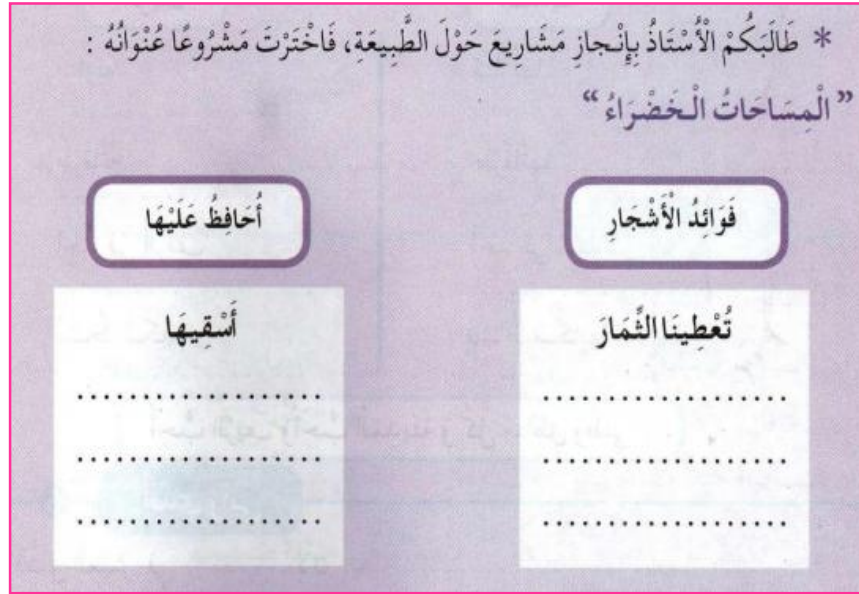 * طَالَبَكُمْ الْأُسْتَاذُ بِإِنْجازِ مَشَارِيعَ حَوْلَ الطَّبِيعَةِ، فَاخْتَرْتَ مَشْرُوعًا عُنْوَانُهُ :
" الْمِسَاحَاتُ الْخَضْرَاءُ "
فَوَائِدُ الْأَشْجَارِ
تُعْطِينَا الثِّمَارَ
...................
...................
...................
أُحَافِظُ عَلَيْهَا
أَسْقِيهَا
...................
...................
...................